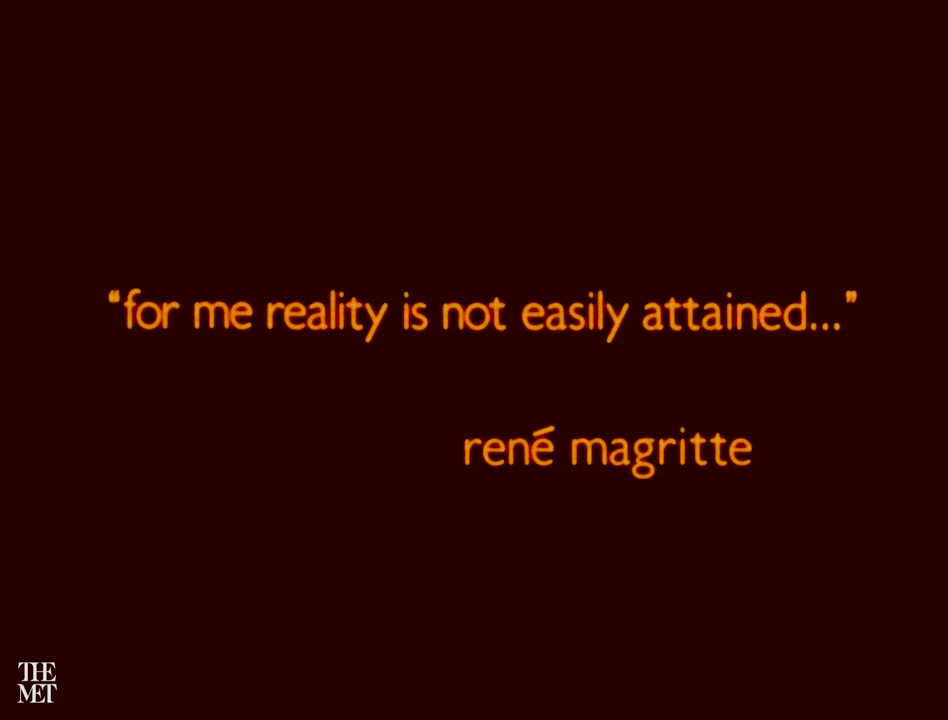 “for me reality is not easily attained...”
rené magritte
THE
MET